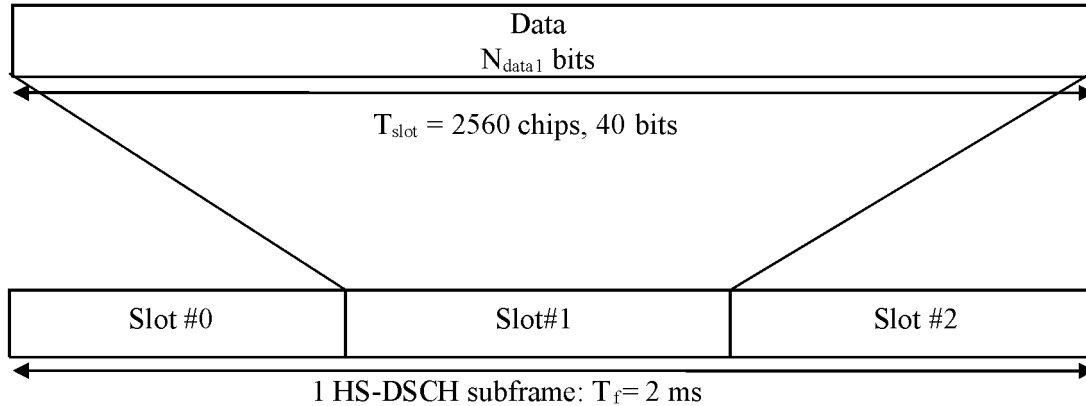 Data
N_data1 bits
T_slot = 2560 chips, 40 bits
Slot #0
Slot#1
Slot #2
1 HS-DSCH subframe: T_f= 2 ms